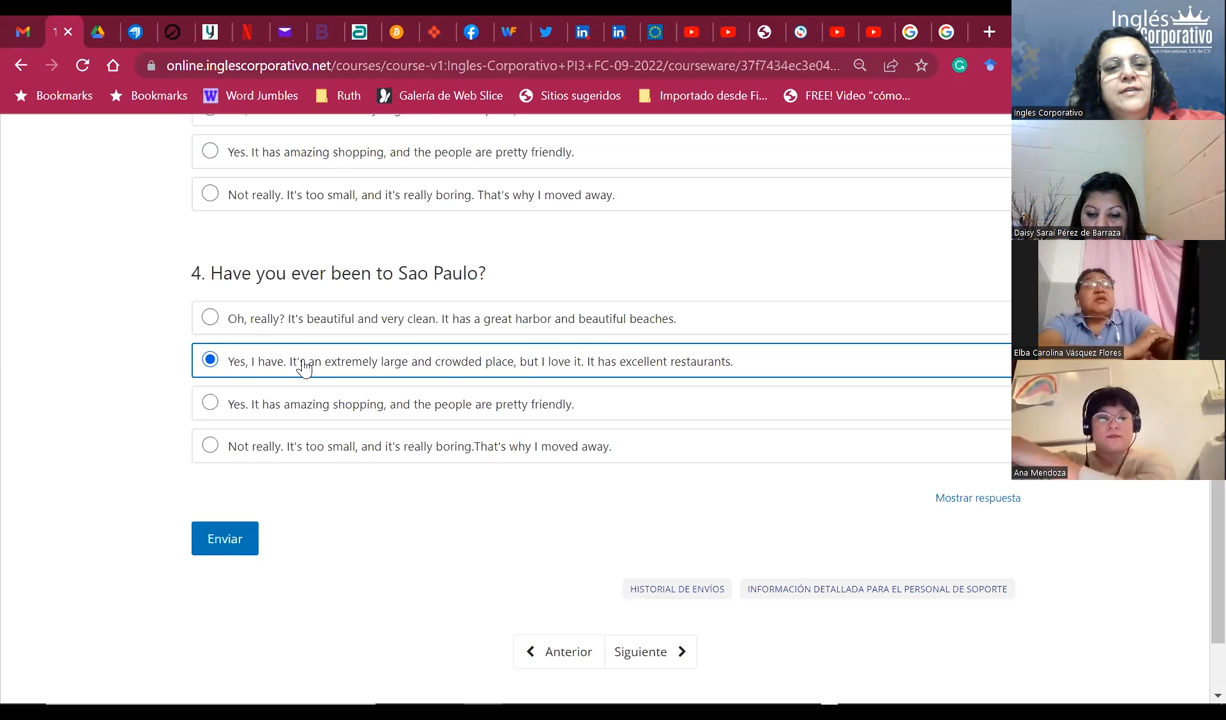 1
online.inglescorporativo.net/courses/course-v1:Ingles-Corporativo+PI3+FC-09-2022/courseware/37f7434ec3e04...
Bookmarks
Bookmarks
Word Jumbles
Ruth
Galería de Web Slice
Sitios sugeridos
Importado desde Fi...
FREE! Video "cómo...
Inglés
Corporativo
Ingles Corporativo
Yes. It has amazing shopping, and the people are pretty friendly.
Not really. It's too small, and it's really boring. That's why I moved away.
Daisy Saraí Pérez de Barraza
4. Have you ever been to Sao Paulo?
Oh, really? It's beautiful and very clean. It has a great harbor and beautiful beaches.
Yes, I have. It's an extremely large and crowded place, but I love it. It has excellent restaurants.
Elba Carolina Vásquez Flores
Yes. It has amazing shopping, and the people are pretty friendly.
Not really. It's too small, and it's really boring.That's why I moved away.
Ana Mendoza
Mostrar respuesta
Enviar
HISTORIAL DE ENVÍOS
INFORMACIÓN DETALLADA PARA EL PERSONAL DE SOPORTE
Anterior
Siguiente